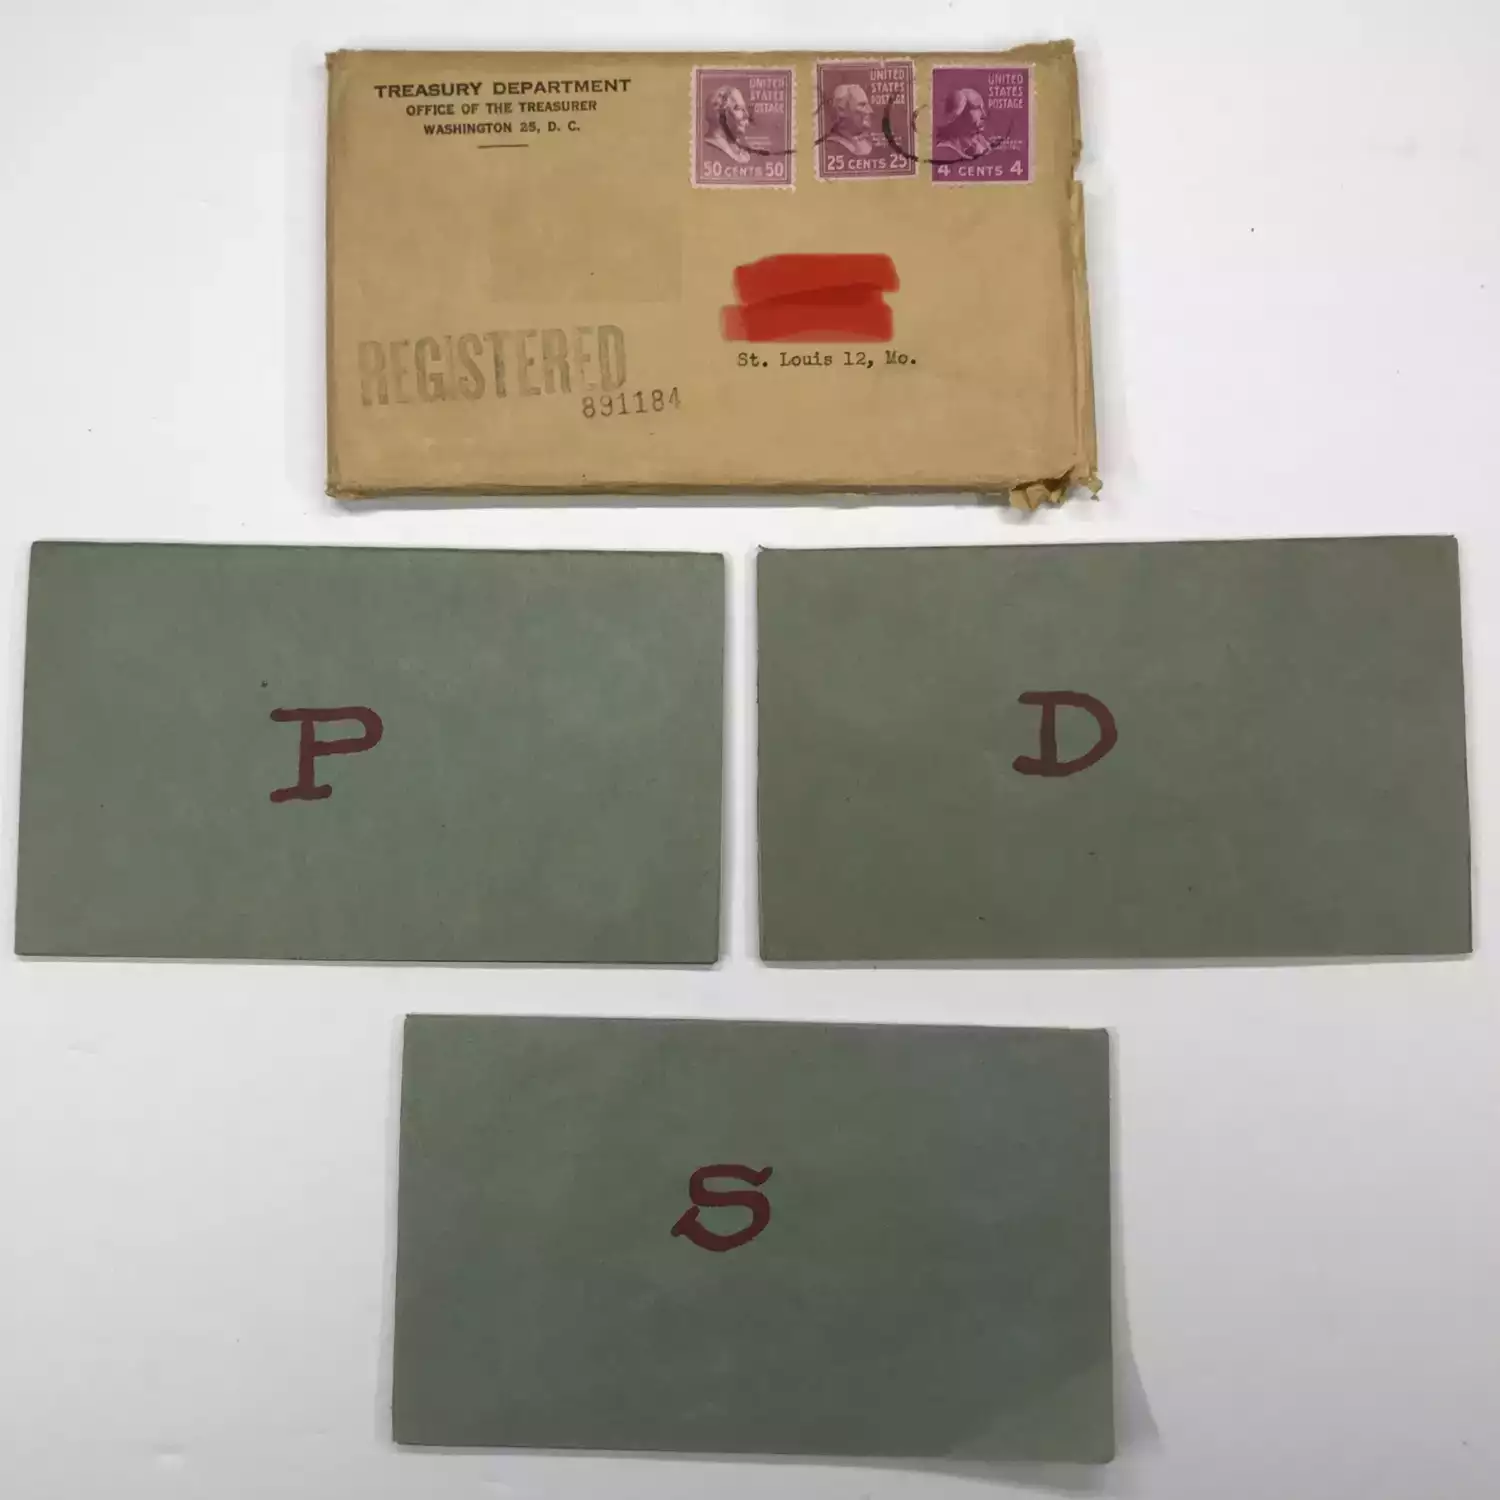 TREASURY DEPARTMENT
OFFICE OF THE TREASURER
WASHINGTON 25, D. C.
UNITED
STATES
POSTAGE
50 CENTS 50
UNITED
STATES
POSTAGE
25 CENTS 25
UNITED
STATES
POSTAGE
4 CENTS 4
REGISTERED
891184
St. Louis 12, Mo.
P
D
S